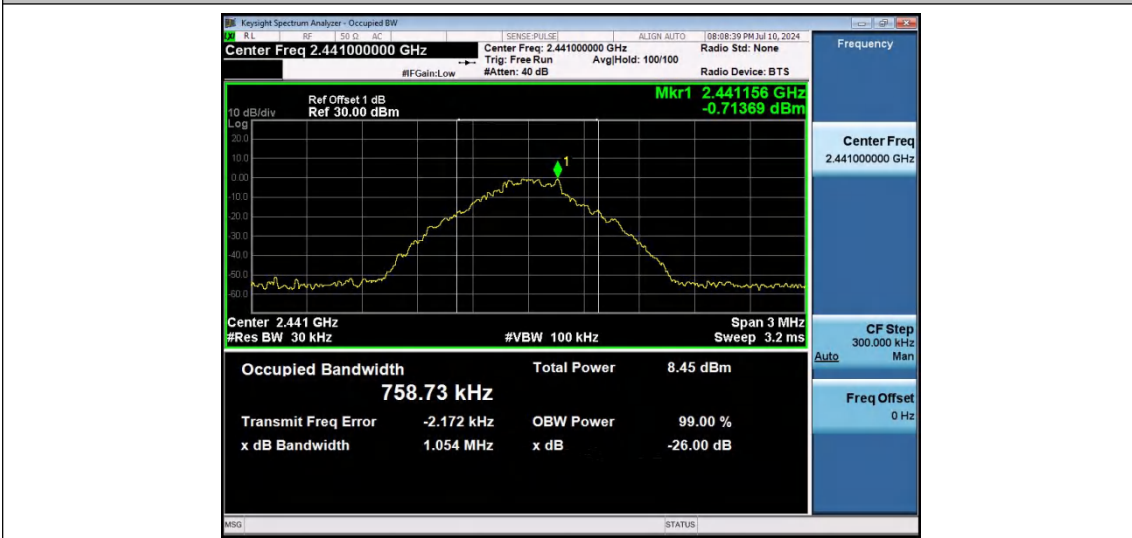 Keysight Spectrum Analyzer - Occupied BW
LXI RL RF 50 Ω AC SENSE:PULSE ALIGN AUTO 08:08:39 PM Jul 10, 2024
Center Freq 2.441000000 GHz Center Freq: 2.441000000 GHz Radio Std: None Frequency
Trig: Free Run Avg|Hold: 100/100
#IFGain:Low #Atten: 40 dB Radio Device: BTS
Mkr1 2.441156 GHz
Ref Offset 1 dB
10 dB/div Ref 30.00 dBm -0.71369 dBm
Log
20.0
10.0
0.00
-10.0
-20.0
-30.0
-40.0
-50.0
-60.0
1
Center Freq
2.441000000 GHz
Center 2.441 GHz Span 3 MHz
#Res BW 30 kHz #VBW 100 kHz Sweep 3.2 ms
CF Step
300.000 kHz
Auto Man
Occupied Bandwidth Total Power 8.45 dBm
758.73 kHz
Freq Offset
0 Hz
Transmit Freq Error -2.172 kHz OBW Power 99.00 %
x dB Bandwidth 1.054 MHz x dB -26.00 dB
MSG STATUS